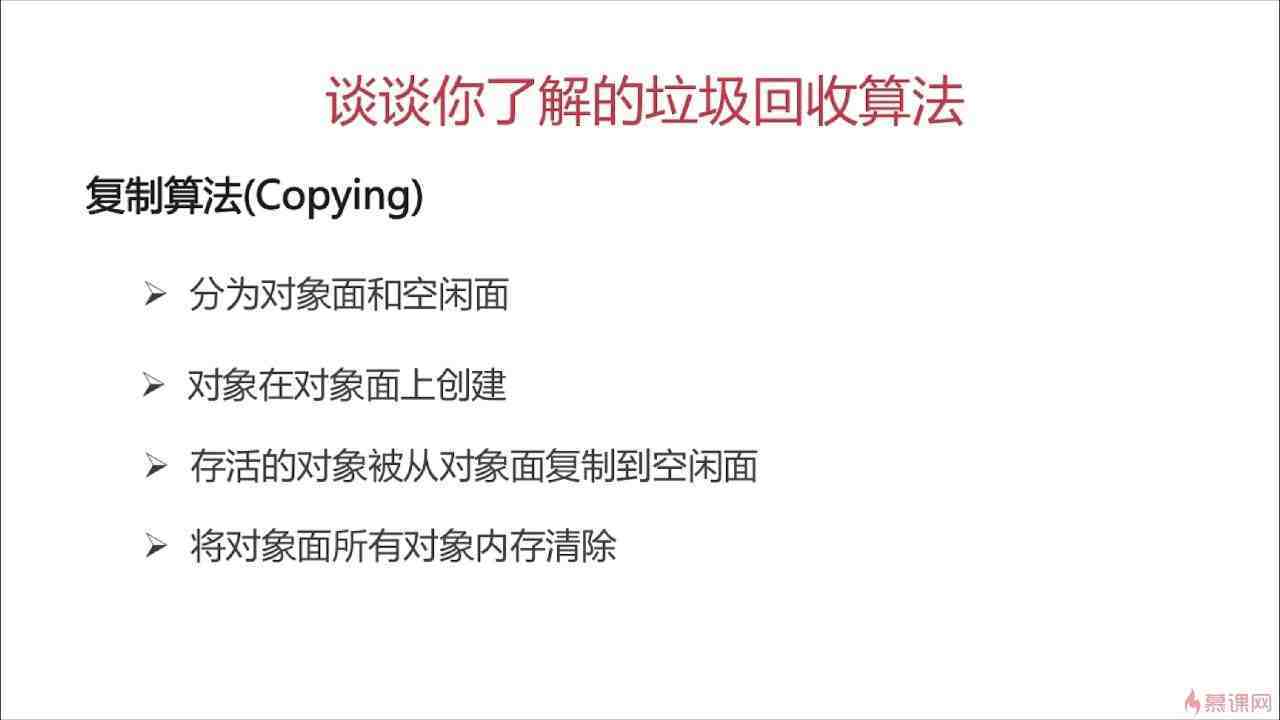 谈谈你了解的垃圾回收算法
复制算法(Copying)
分为对象面和空闲面
对象在对象面上创建
存活的对象被从对象面复制到空闲面
将对象面所有对象内存清除
慕课网